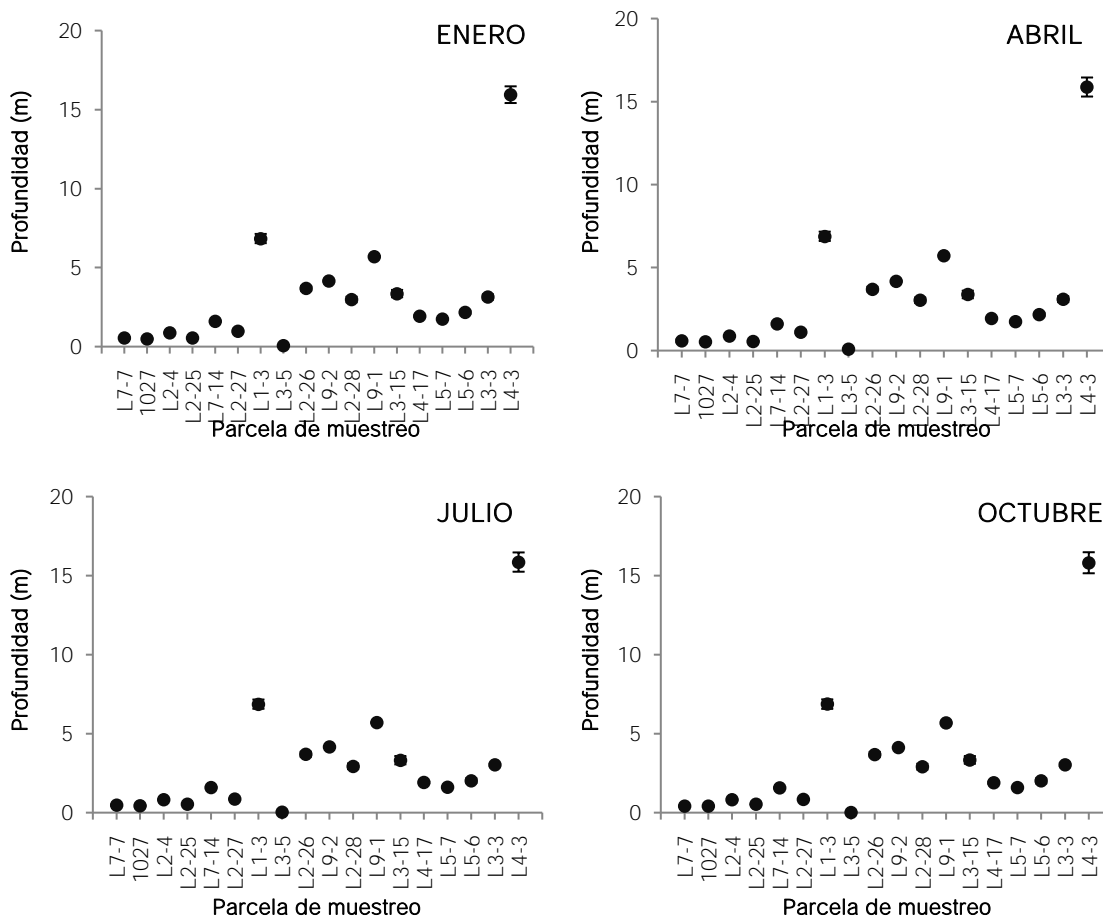 ENERO
Profundidad (m)
20
15
10
5
0
L7-7
1027
L2-4
L2-25
L7-14
L2-27
L1-3
L3-5
L2-26
L9-2
L2-28
L9-1
L3-15
L4-17
L5-7
L5-6
L3-3
L4-3
Parcela de muestreo
ABRIL
Profundidad (m)
20
15
10
5
0
L7-7
1027
L2-4
L2-25
L7-14
L2-27
L1-3
L3-5
L2-26
L9-2
L2-28
L9-1
L3-15
L4-17
L5-7
L5-6
L3-3
L4-3
Parcela de muestreo
JULIO
Profundidad (m)
20
15
10
5
0
L7-7
1027
L2-4
L2-25
L7-14
L2-27
L1-3
L3-5
L2-26
L9-2
L2-28
L9-1
L3-15
L4-17
L5-7
L5-6
L3-3
L4-3
Parcela de muestreo
OCTUBRE
Profundidad (m)
20
15
10
5
0
L7-7
1027
L2-4
L2-25
L7-14
L2-27
L1-3
L3-5
L2-26
L9-2
L2-28
L9-1
L3-15
L4-17
L5-7
L5-6
L3-3
L4-3
Parcela de muestreo